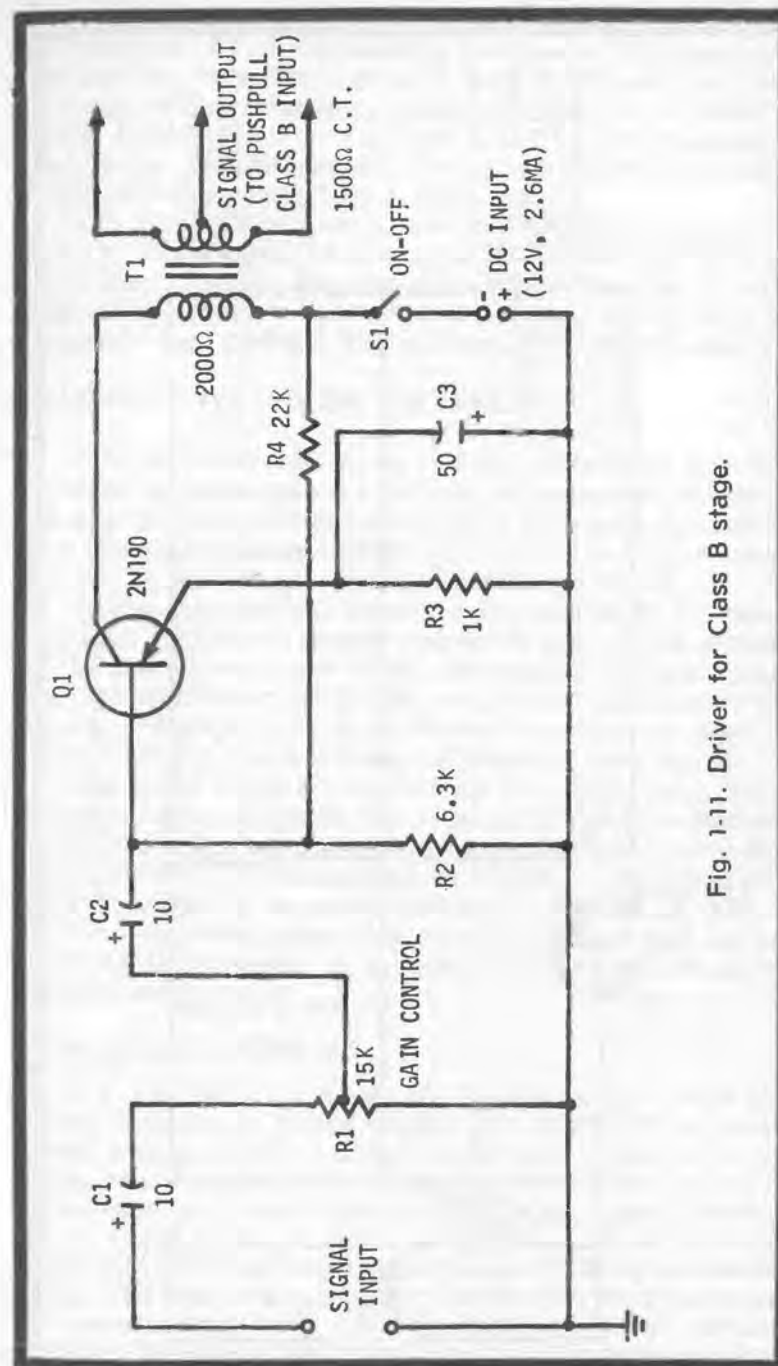 C1
10
+
SIGNAL
INPUT
R1
15K
GAIN CONTROL
C2
10
+
R2
6.3K
Q1
2N190
R3
1K
R4 22K
50
C3
+
T1
2000Ω
SIGNAL OUTPUT
(TO PUSHPULL
CLASS B INPUT)
1500Ω C.T.
S1
ON-OFF
-
+
DC INPUT
(12V, 2.6MA)
Fig. 1-11. Driver for Class B stage.